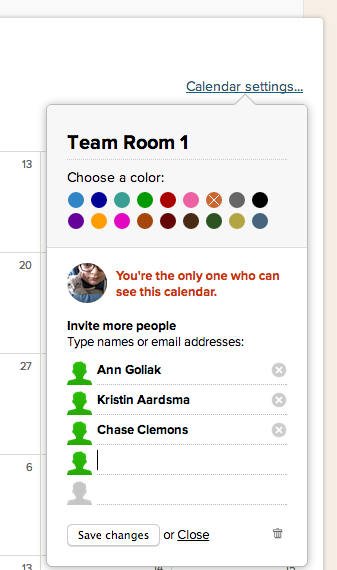 Calendar settings...
Team Room 1
13
Choose a color:
20
You're the only one who can
see this calendar.
Invite more people
Type names or email addresses:
27
Ann Goliak
Kristin Aardsma
Chase Clemons
6
Save changes or Close
13
14
15